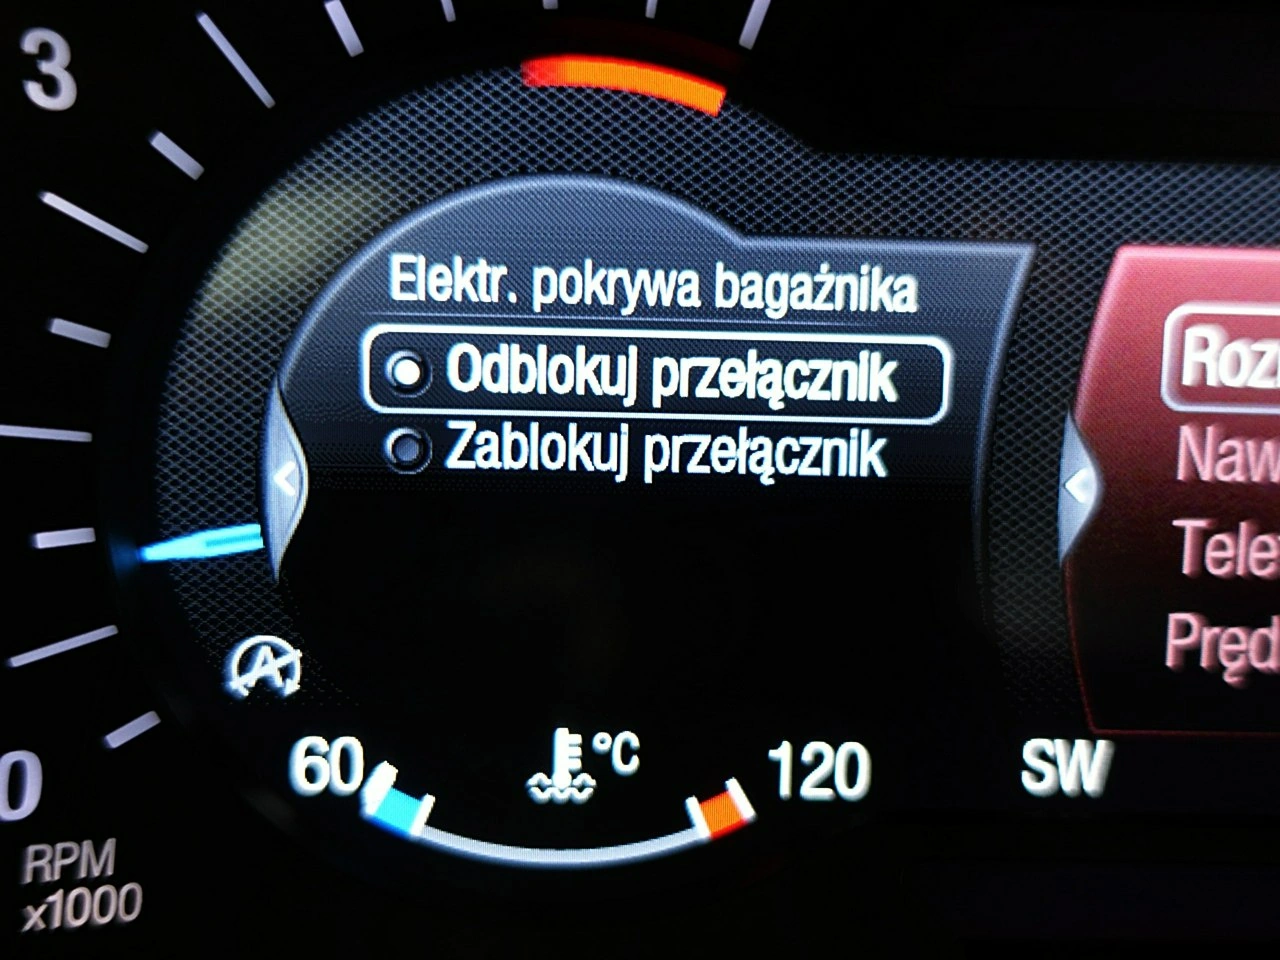 3
Elektr. pokrywa bagażnika
Odblokuj przełącznik
Zablokuj przełącznik
A
60
°C
120
SW
0
RPM
x1000